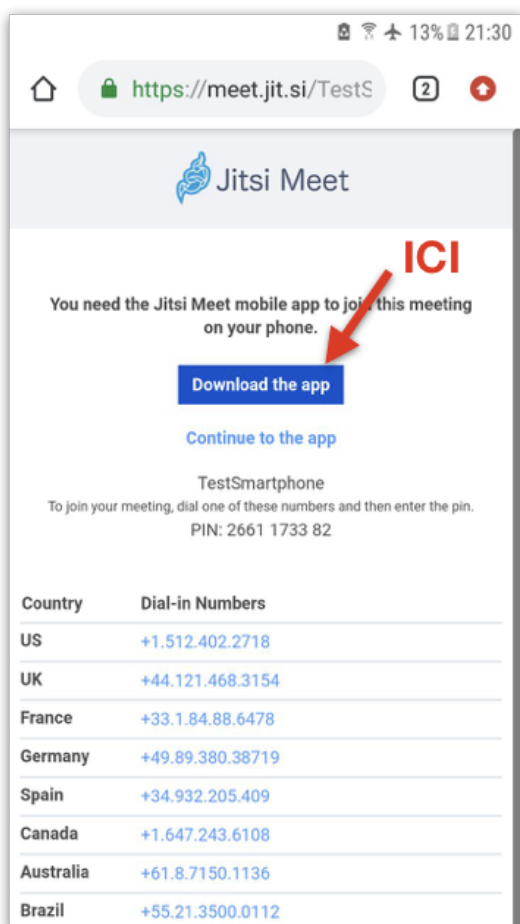 13% 21:30
https://meet.jit.si/TestS 2
Jitsi Meet
ICI
You need the Jitsi Meet mobile app to join this meeting
on your phone.
Download the app
Continue to the app
TestSmartphone
To join your meeting, dial one of these numbers and then enter the pin.
PIN: 2661 1733 82
Country Dial-in Numbers
US +1.512.402.2718
UK +44.121.468.3154
France +33.1.84.88.6478
Germany +49.89.380.38719
Spain +34.932.205.409
Canada +1.647.243.6108
Australia +61.8.7150.1136
Brazil +55.21.3500.0112